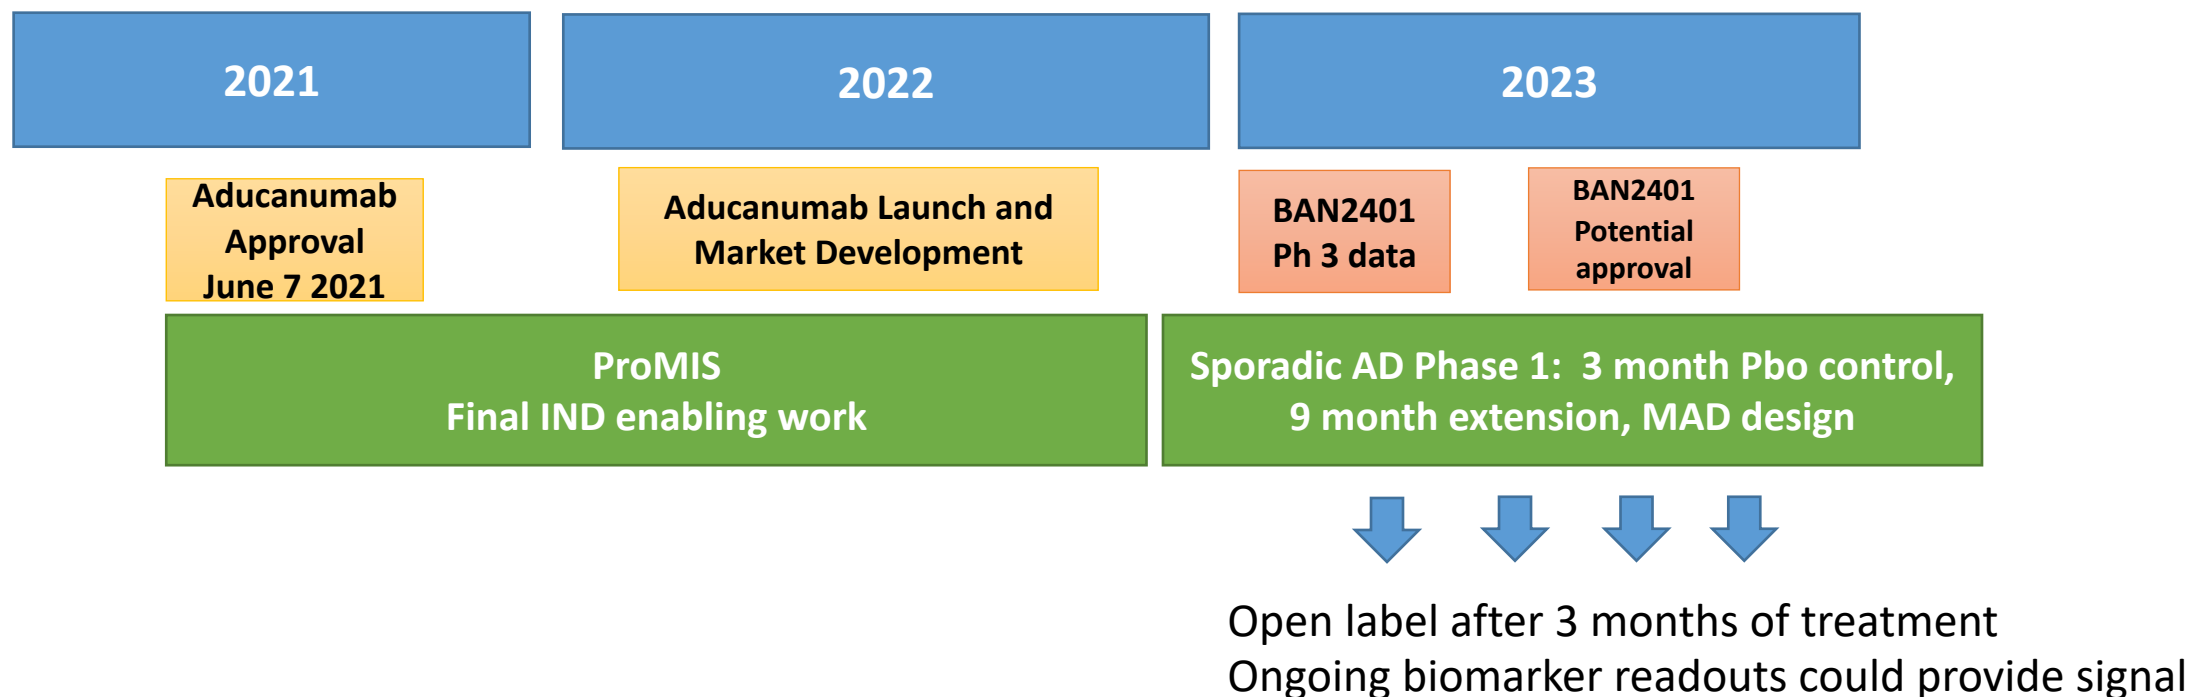 2021
2022
2023
Aducanumab
Approval
June 7 2021
Aducanumab Launch and
Market Development
BAN2401
Ph 3 data
BAN2401
Potential
approval
ProMIS
Final IND enabling work
Sporadic AD Phase 1: 3 month Pbo control,
9 month extension, MAD design
Open label after 3 months of treatment
Ongoing biomarker readouts could provide signal